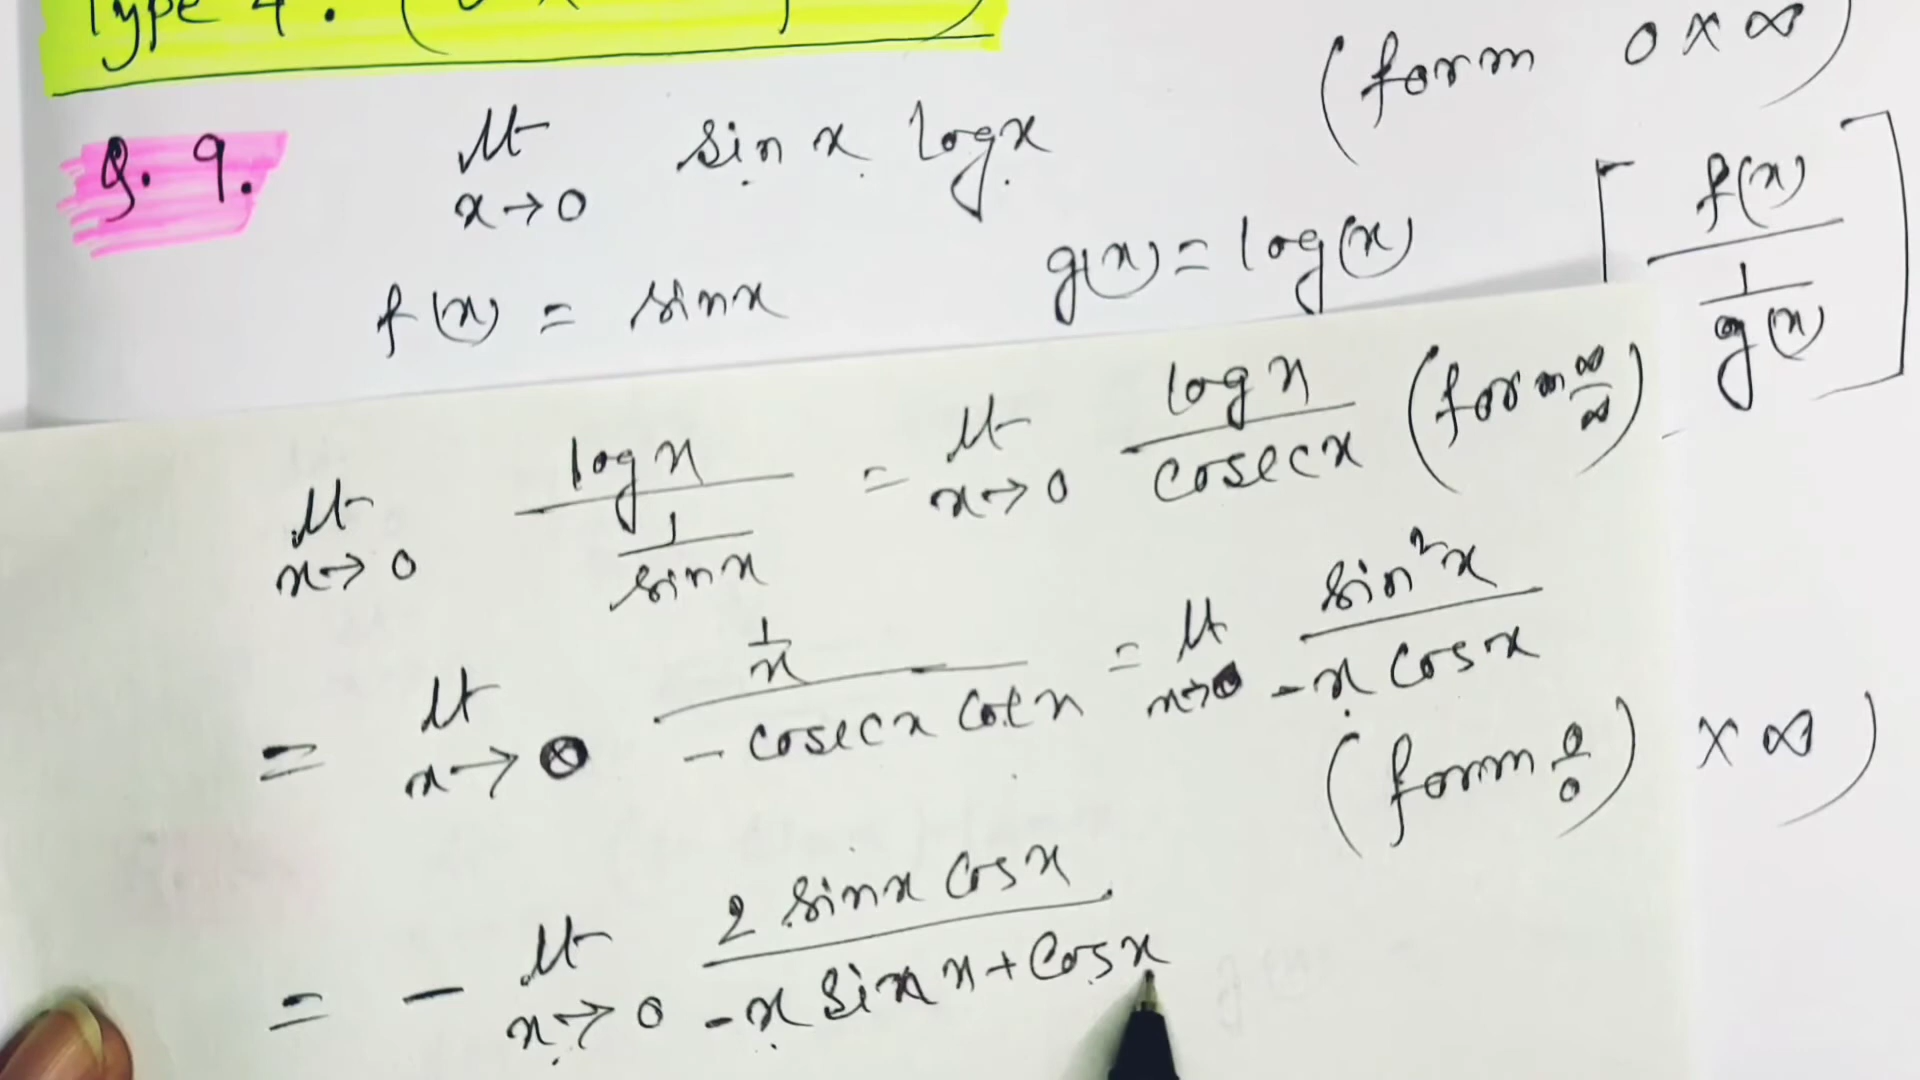 Type 4. (0 × )
Q. 9. lt x→0 sin x log x (form 0 × ∞)
f(x) = sin x g(x) = log(x) [f(x) / 1/g(x)]
lt x→0 log x / 1/sin x = lt x→0 log x / cosec x (form ∞/∞)
= lt x→0 1/x / - cosec x cot x = lt x→0 sin²x / - x cos x
(form 0/0) × ∞)
= - lt x→0 2 sin x cos x / - x sin x + cos x